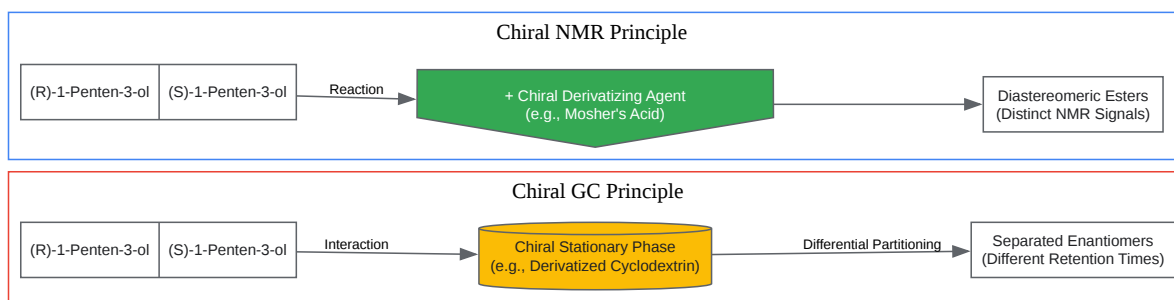 Chiral NMR Principle
(R)-1-Penten-3-ol
(S)-1-Penten-3-ol
Reaction
+ Chiral Derivatizing Agent
(e.g., Mosher's Acid)
Diastereomeric Esters
(Distinct NMR Signals)
Chiral GC Principle
(R)-1-Penten-3-ol
(S)-1-Penten-3-ol
Interaction
Chiral Stationary Phase
(e.g., Derivatized Cyclodextrin)
Differential Partitioning
Separated Enantiomers
(Different Retention Times)